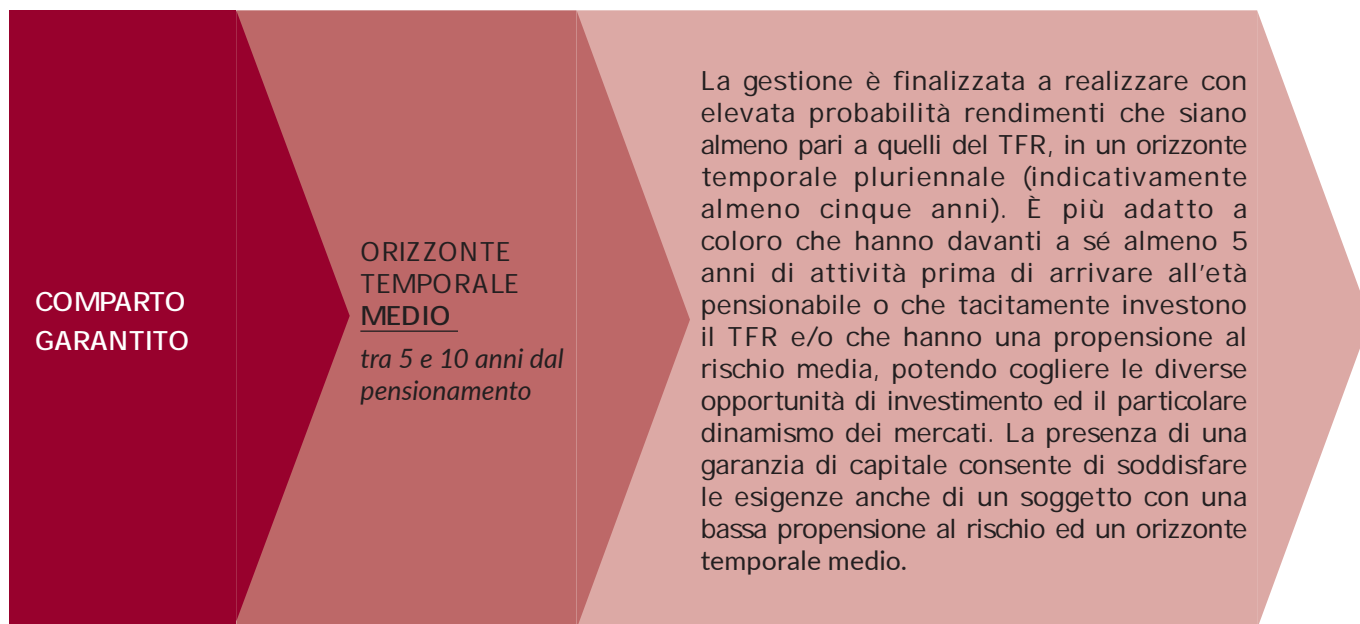 COMPARTO
GARANTITO
ORIZZONTE
TEMPORALE
MEDIO
tra 5 e 10 anni dal
pensionamento
La gestione è finalizzata a realizzare con
elevata probabilità rendimenti che siano
almeno pari a quelli del TFR, in un orizzonte
temporale pluriennale (indicativamente
almeno cinque anni). È più adatto a
coloro che hanno davanti a sé almeno 5
anni di attività prima di arrivare all'età
pensionabile o che tacitamente investono
il TFR e/o che hanno una propensione al
rischio media, potendo cogliere le diverse
opportunità di investimento ed il particolare
dinamismo dei mercati. La presenza di una
garanzia di capitale consente di soddisfare
le esigenze anche di un soggetto con una
bassa propensione al rischio ed un orizzonte
temporale medio.